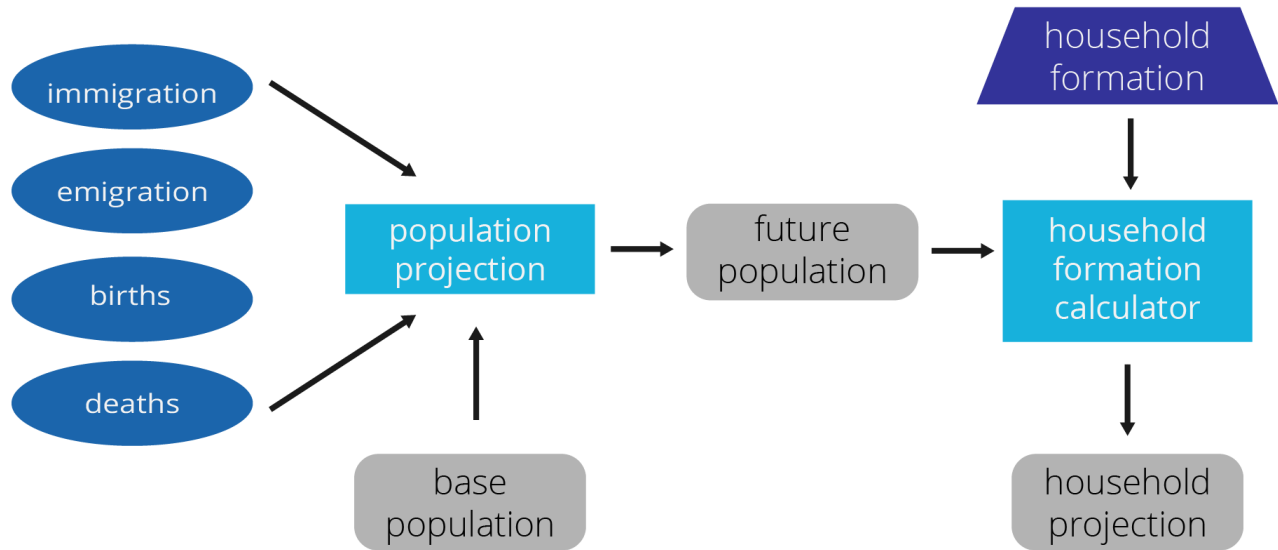 immigration
emigration
births
deaths
population
projection
base
population
future
population
household
formation
household
formation
calculator
household
projection